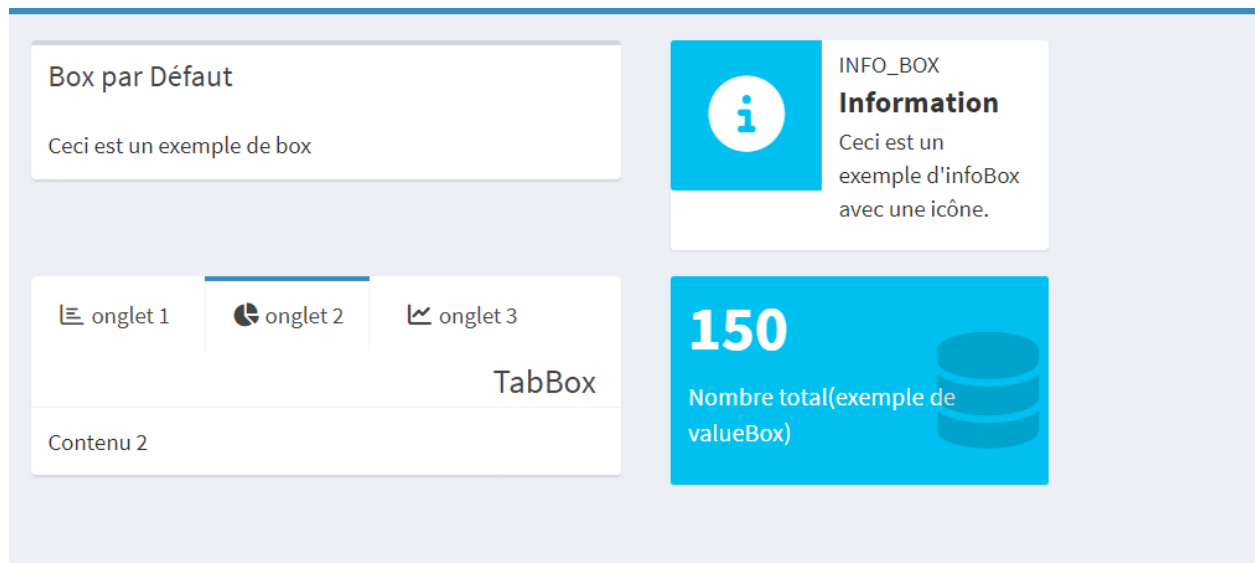 Box par Défaut
Ceci est un exemple de box
INFO_BOX
Information
Ceci est un
exemple d'infoBox
avec une icône.
onglet 1
onglet 2
onglet 3
TabBox
Contenu 2
150
Nombre total(exemple de
valueBox)